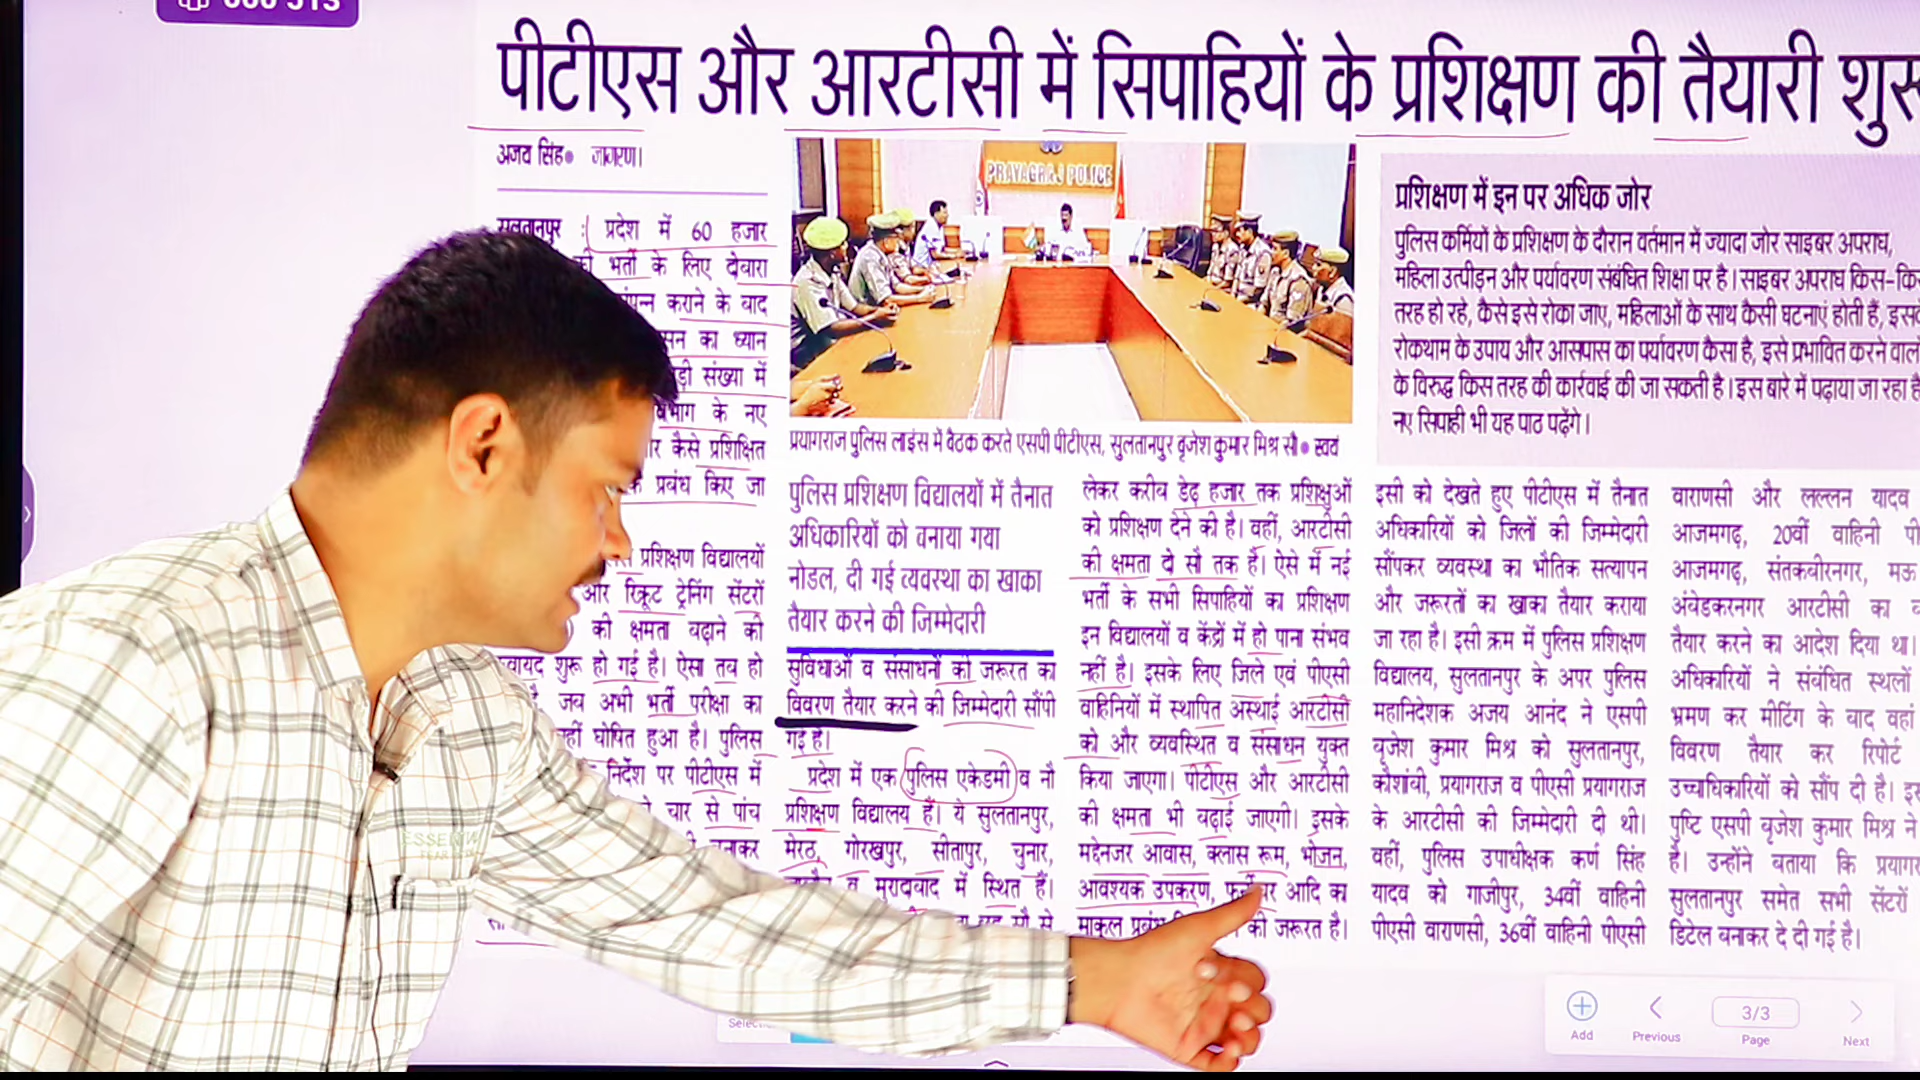 पीटीएस और आरटीसी में सिपाहियों के प्रशिक्षण की तैयारी
अजय सिंह● जागरण।
सुलतानपुर : प्रदेश में 60 हजार
भर्ती के लिए दोबारा
कराने के बाद
का ध्यान
संख्या में
के नए
कैसे प्रशिक्षित
प्रबंध किए जा
प्रशिक्षण विद्यालयों
और रिक्रूट ट्रेनिंग सेंटरों
की क्षमता बढ़ाने की
शुरू हो गई है। ऐसा तब हो
जब अभी भर्ती परीक्षा का
घोषित हुआ है। पुलिस
निर्देश पर पीटीएस में
चार से पांच
PRAYAGRAJ POLICE
प्रयागराज पुलिस लाइंस में बैठक करते एसपी पीटीएस, सुलतानपुर बृजेश कुमार मिश्र सौ● स्वयं
पुलिस प्रशिक्षण विद्यालयों में तैनात
अधिकारियों को बनाया गया
नोडल, दी गई व्यवस्था का खाका
तैयार करने की जिम्मेदारी
सुविधाओं व संसाधनों की जरूरत का
विवरण तैयार करने की जिम्मेदारी सौंपी
गई है।
प्रदेश में एक पुलिस एकेडमी व नौ
प्रशिक्षण विद्यालय हैं। ये सुलतानपुर,
मेरठ, गोरखपुर, सीतापुर, चुनार,
व मुरादाबाद में स्थित हैं।
सौ से
लेकर करीब डेढ़ हजार तक प्रशिक्षुओं
को प्रशिक्षण देने की है। वहीं, आरटीसी
की क्षमता दो सौ तक है। ऐसे में नई
भर्ती के सभी सिपाहियों का प्रशिक्षण
इन विद्यालयों व केंद्रों में हो पाना संभव
नहीं है। इसके लिए जिले एवं पीएसी
वाहिनियों में स्थापित अस्थाई आरटीसी
को और व्यवस्थित व संसाधन युक्त
किया जाएगा। पीटीएस और आरटीसी
की क्षमता भी बढ़ाई जाएगी। इसके
मद्देनजर आवास, क्लास रूम, भोजन,
आवश्यक उपकरण, आदि का
माकूल की जरूरत है।
प्रशिक्षण में इन पर अधिक जोर
पुलिस कर्मियों के प्रशिक्षण के दौरान वर्तमान में ज्यादा जोर साइबर अपराध,
महिला उत्पीड़न और पर्यावरण संबंधित शिक्षा पर है। साइबर अपराध किस-
तरह हो रहे, कैसे इसे रोका जाए, महिलाओं के साथ कैसी घटनाएं होती हैं,
रोकथाम के उपाय और आसपास का पर्यावरण कैसा है, इसे प्रभावित करने
के विरुद्ध किस तरह की कार्रवाई की जा सकती है। इस बारे में पढ़ाया जा रहा
नए सिपाही भी यह पाठ पढ़ेंगे।
इसी को देखते हुए पीटीएस में तैनात
अधिकारियों को जिलों की जिम्मेदारी
सौंपकर व्यवस्था का भौतिक सत्यापन
और जरूरतों का खाका तैयार कराया
जा रहा है। इसी क्रम में पुलिस प्रशिक्षण
विद्यालय, सुलतानपुर के अपर पुलिस
महानिदेशक अजय आनंद ने एसपी
बृजेश कुमार मिश्र को सुलतानपुर,
कौशांबी, प्रयागराज व पीएसी प्रयागराज
के आरटीसी की जिम्मेदारी दी थी।
वहीं, पुलिस उपाधीक्षक कर्ण सिंह
यादव को गाजीपुर, 34वीं वाहिनी
पीएसी वाराणसी, 36वीं वाहिनी पीएसी
वाराणसी और लल्लन यादव
आजमगढ़, 20वीं वाहिनी
आजमगढ़, संतकबीरनगर, मऊ
अंबेडकरनगर आरटीसी का
तैयार करने का आदेश दिया था।
अधिकारियों ने संबंधित स्थलों
भ्रमण कर मीटिंग के बाद वहां
विवरण तैयार कर रिपोर्ट
उच्चाधिकारियों को सौंप दी है।
पुष्टि एसपी बृजेश कुमार मिश्र ने
है। उन्होंने बताया कि
सुलतानपुर समेत सभी सेंटरों
डिटेल बनाकर दे दी गई है।
ESSENTIAL
Add
Previous
3/3
Page
Next